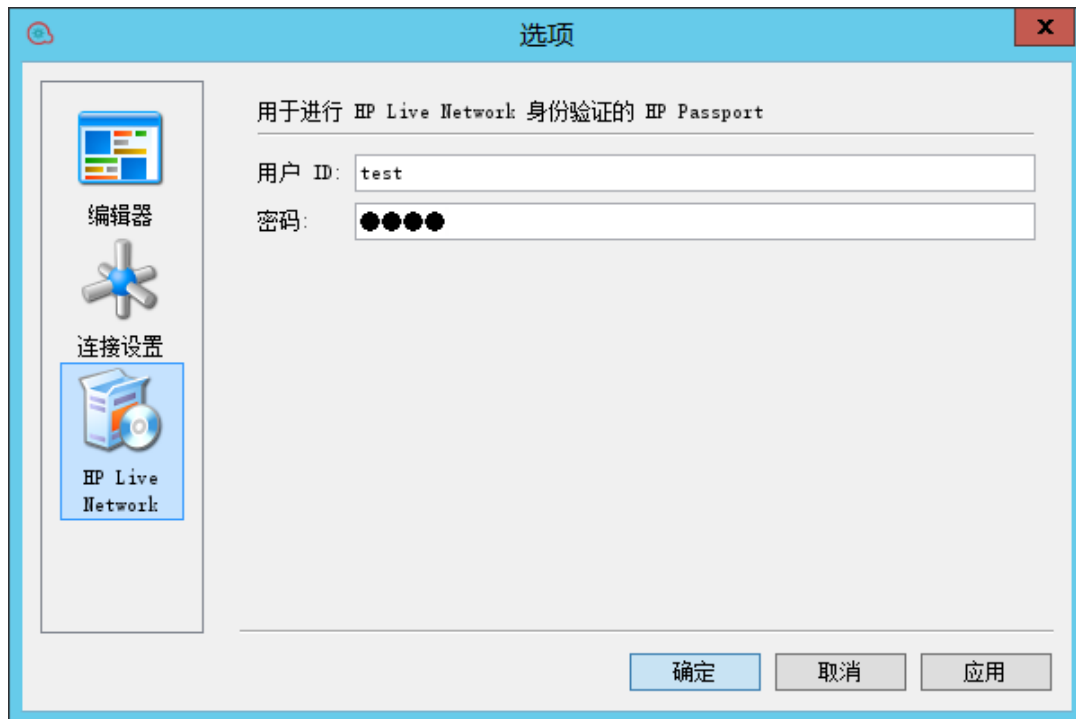 选项
x
编辑器
连接设置
HP Live
Network
用于进行 HP Live Network 身份验证的 HP Passport
用户 ID: test
密码: ●●●●
确定 取消 应用